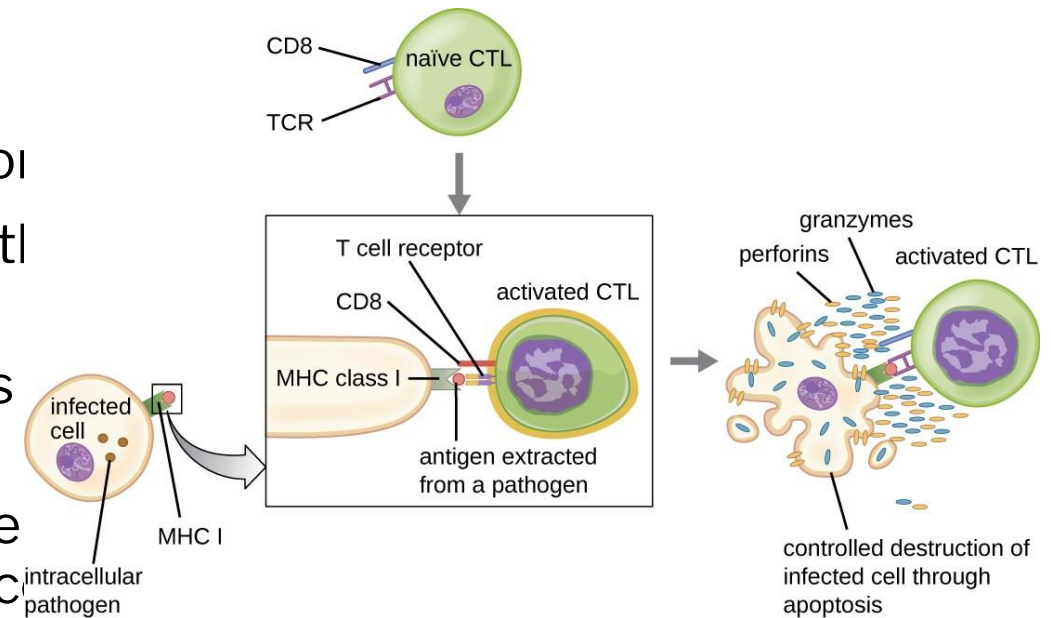 CD8
naïve CTL
TCR
T cell receptor
CD8
activated CTL
MHC class I
antigen extracted
from a pathogen
infected
cell
MHC I
intracellular
pathogen
granzymes
perforins
activated CTL
controlled destruction of
infected cell through
apoptosis